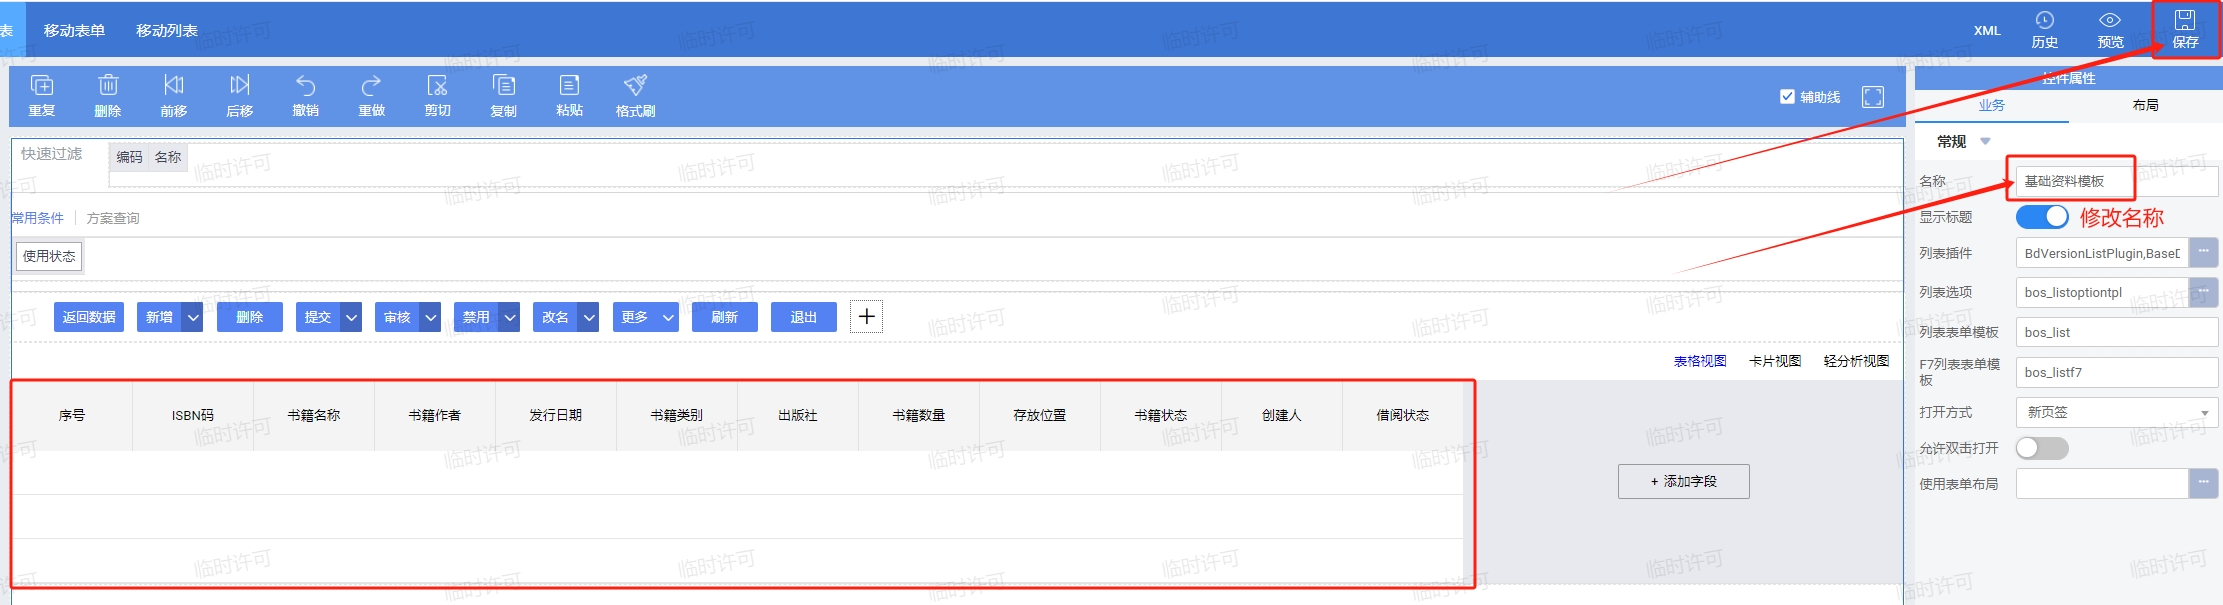 表 移动表单 移动列表 XML 历史 预览 保存
重复 删除 前移 后移 撤销 重做 剪切 复制 粘贴 格式刷 辅助线
控件属性
业务 布局
常规
快速过滤 编码 名称
名称 基础资料模板
常用条件 方案查询
显示标题 修改名称
使用状态
列表插件 BdVersionListPlugin,BaseD
列表选项 bos_listoptiontpl
返回数据 新增 删除 提交 审核 禁用 改名 更多 刷新 退出
列表表单模板 bos_list
表格视图 卡片视图 轻分析视图
F7列表表单模板 bos_listf7
打开方式 新页签
序号 ISBN码 书籍名称 书籍作者 发行日期 书籍类别 出版社 书籍数量 存放位置 书籍状态 创建人 借阅状态
允许双击打开
+ 添加字段
使用表单布局
临时许可